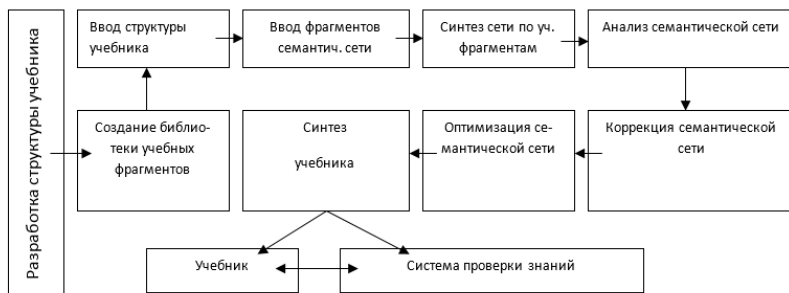 Разработка структуры учебника
Ввод структуры
учебника
Ввод фрагментов
семантич. сети
Синтез сети по уч.
фрагментам
Анализ семантической сети
Создание библио-
теки учебных
фрагментов
Синтез
учебника
Оптимизация се-
мантической сети
Коррекция семантической
сети
Учебник
Система проверки знаний